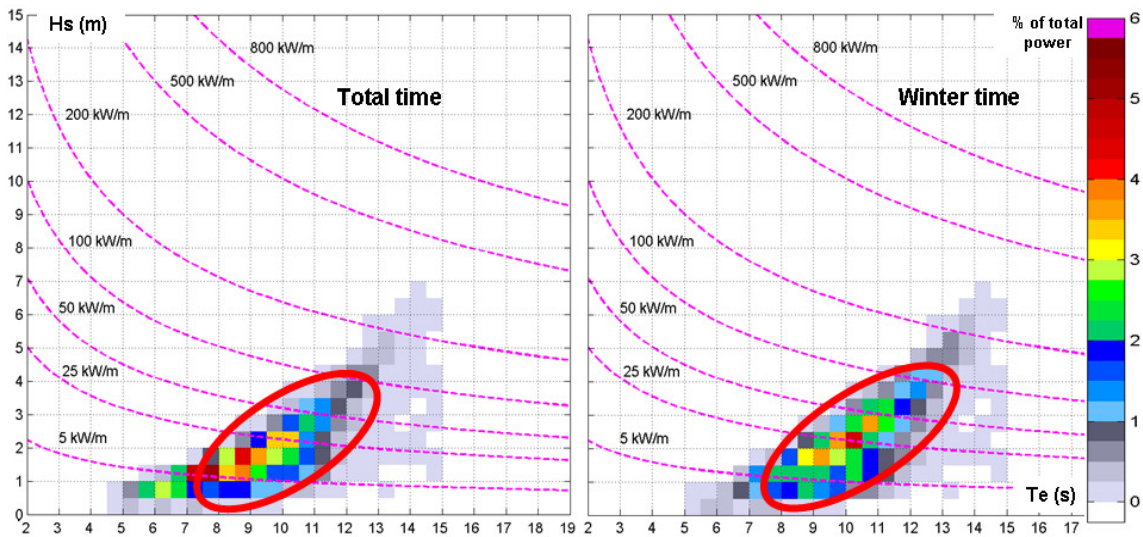 Hs (m)
Total time
800 kW/m
500 kW/m
200 kW/m
100 kW/m
50 kW/m
25 kW/m
5 kW/m
15
14
13
12
11
10
9
8
7
6
5
4
3
2
1
0
2 3 4 5 6 7 8 9 10 11 12 13 14 15 16 17 18 19
Winter time
800 kW/m
500 kW/m
200 kW/m
100 kW/m
50 kW/m
25 kW/m
5 kW/m
Te (s)
2 3 4 5 6 7 8 9 10 11 12 13 14 15 16 17
% of total
power
6
5
4
3
2
1
0